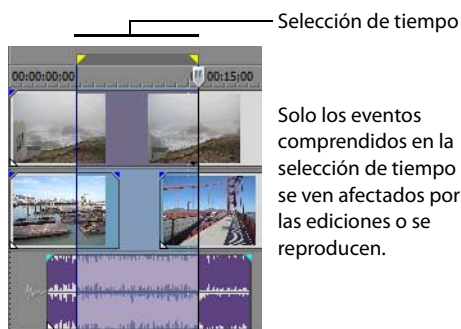 Selección de tiempo
00:00:00;00
00:15;00
Solo los eventos
comprendidos en la
selección de tiempo
se ven afectados por
las ediciones o se
reproducen.